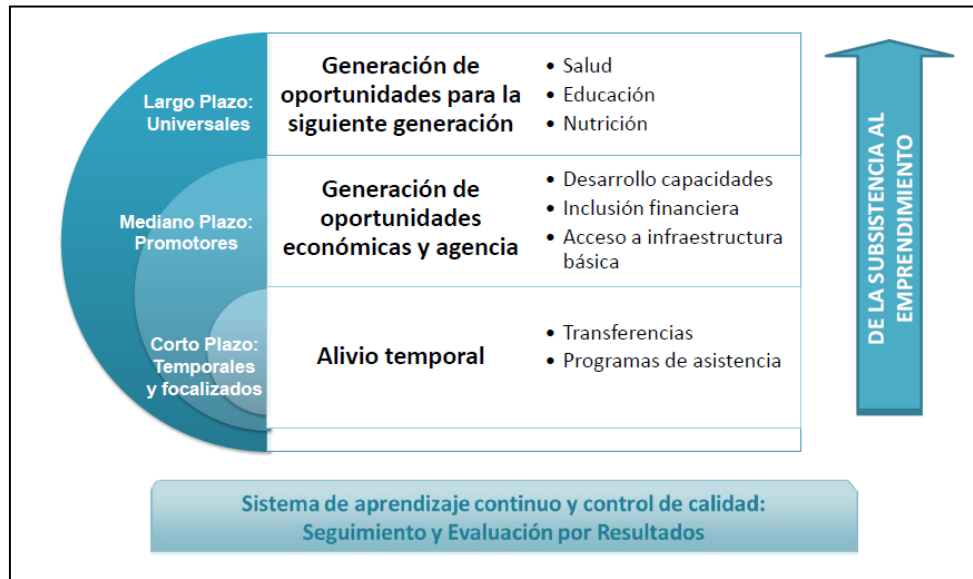 Largo Plazo:
Universales
Generación de
oportunidades para la
siguiente generación
• Salud
• Educación
• Nutrición
Mediano Plazo:
Promotores
Generación de
oportunidades
económicas y agencia
• Desarrollo capacidades
• Inclusión financiera
• Acceso a infraestructura
básica
Corto Plazo:
Temporales
y focalizados
Alivio temporal
• Transferencias
• Programas de asistencia
DE LA SUBSISTENCIA AL
EMPRENDIMIENTO
Sistema de aprendizaje continuo y control de calidad:
Seguimiento y Evaluación por Resultados